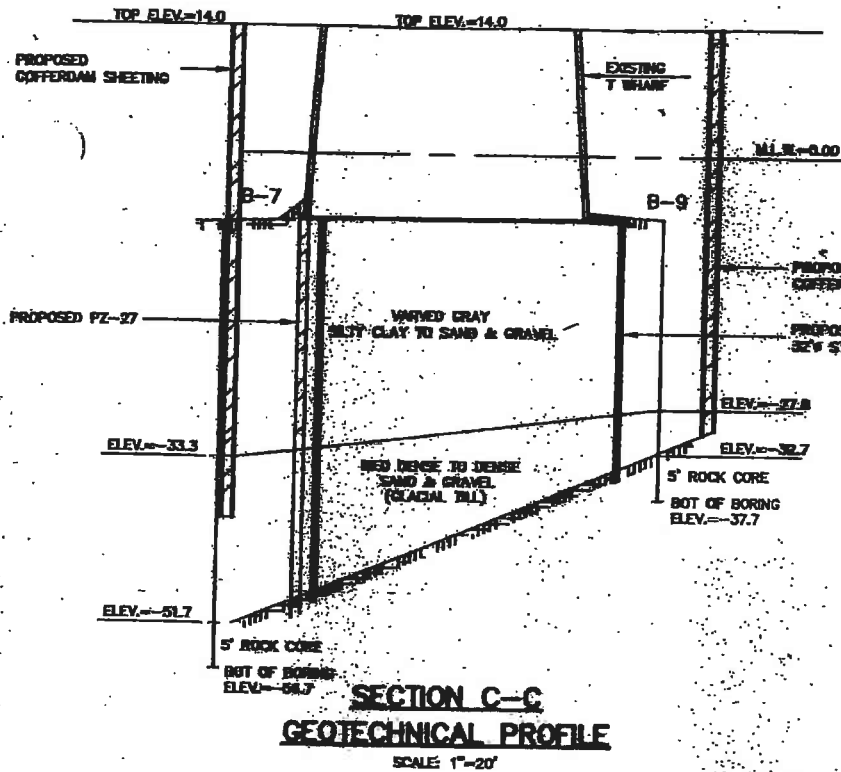 TOP ELEV.=14.0
TOP ELEV.=14.0
PROPOSED
COFFERDAM SHEETING
EXISTING
T WHARF
M.L.W.=0.00
B-7
B-9
COFFER
PROPOSED PZ-27
VARVED GRAY
SILTY CLAY TO SAND & GRAVEL
ELEV.=-33.3
ELEV.=-32.7
MED DENSE TO DENSE
SAND & GRAVEL
(GLACIAL TILL)
5' ROCK CORE
BOT OF BORING
ELEV.=-37.7
ELEV.=-51.7
5' ROCK CORE
BOT OF BORING
SECTION C-C
GEOTECHNICAL PROFILE
SCALE: 1"=20'